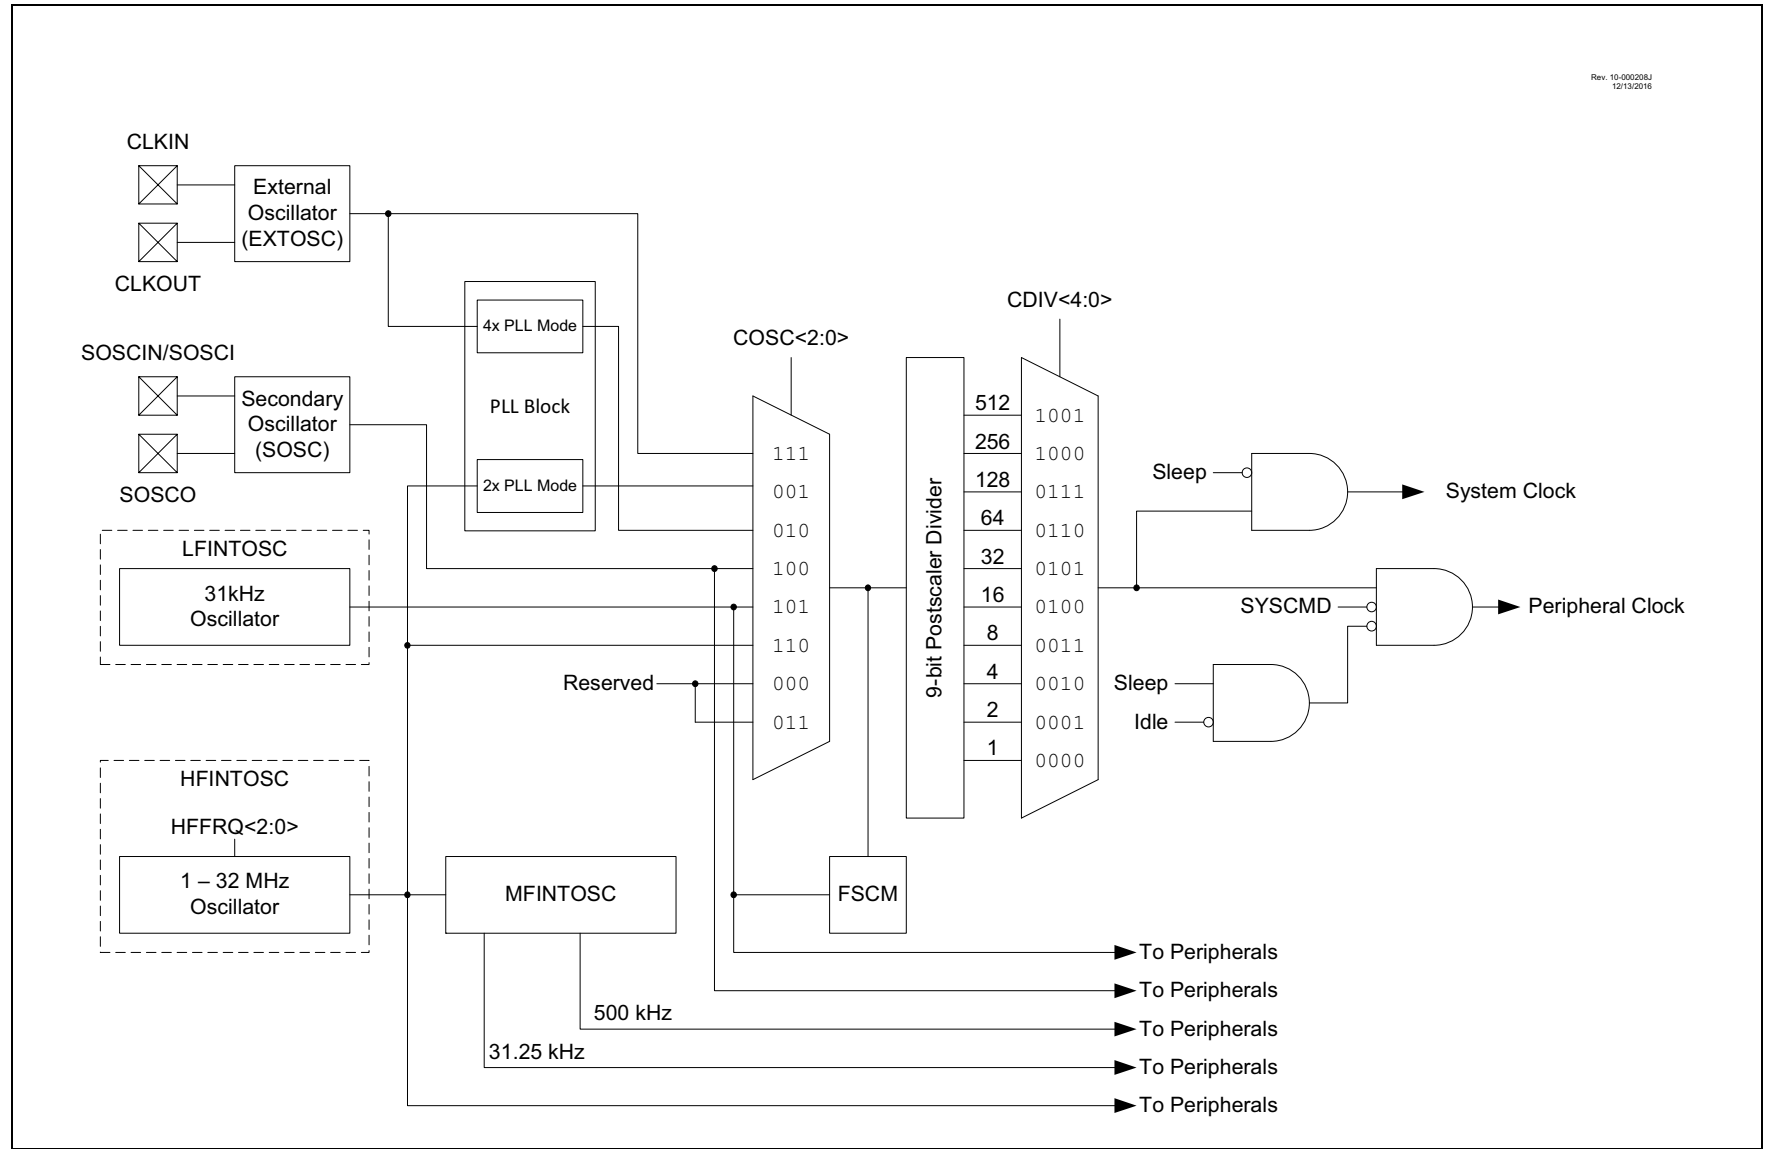 Rev. 10-000208J
12/13/2016
CLKIN
External
Oscillator
(EXTOSC)
CLKOUT
SOSCIN/SOSCI
Secondary
Oscillator
(SOSC)
SOSCO
4x PLL Mode
PLL Block
2x PLL Mode
LFINTOSC
31kHz
Oscillator
HFINTOSC
HFFRQ<2:0>
1 – 32 MHz
Oscillator
MFINTOSC
Reserved
COSC<2:0>
111
001
010
100
101
110
000
011
FSCM
9-bit Postscaler Divider
CDIV<4:0>
512 1001
256 1000
128 0111
64 0110
32 0101
16 0100
8 0011
4 0010
2 0001
1 0000
Sleep
System Clock
SYSCMD
Peripheral Clock
Sleep
Idle
To Peripherals
To Peripherals
500 kHz
To Peripherals
31.25 kHz
To Peripherals
To Peripherals